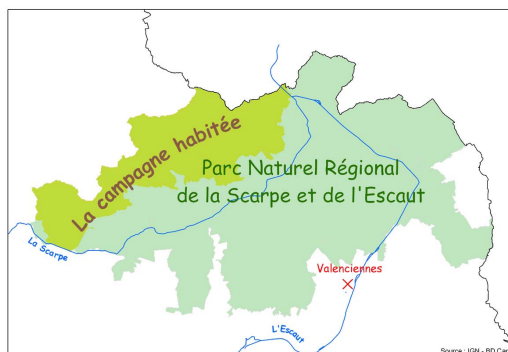 La campagne habitée
Parc Naturel Régional
de la Scarpe et de l'Escaut
La Scarpe
Valenciennes
L'Escaut
Source : IGN - BD Car